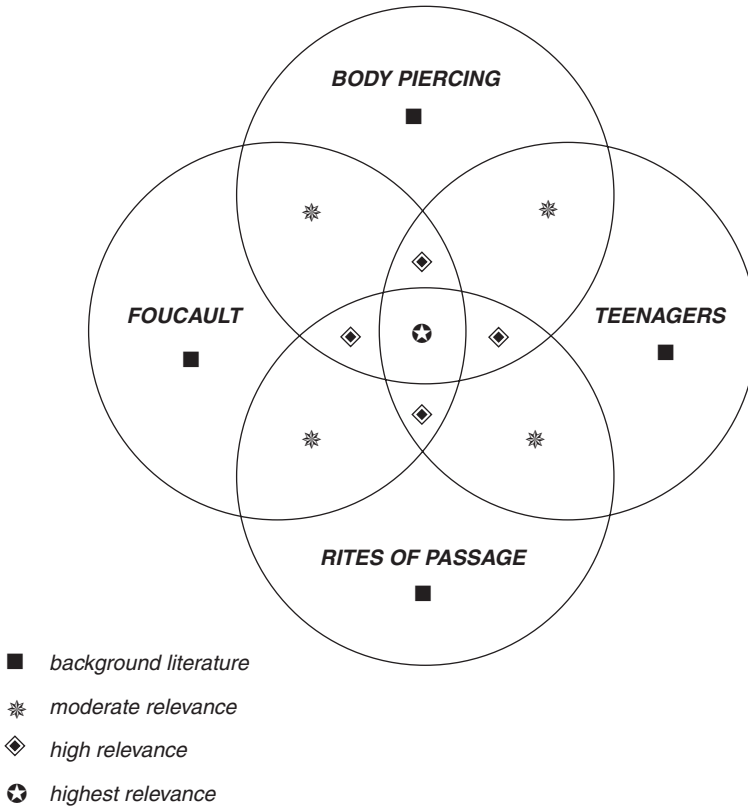 BODY PIERCING
FOUCAULT
TEENAGERS
RITES OF PASSAGE
background literature
moderate relevance
high relevance
highest relevance